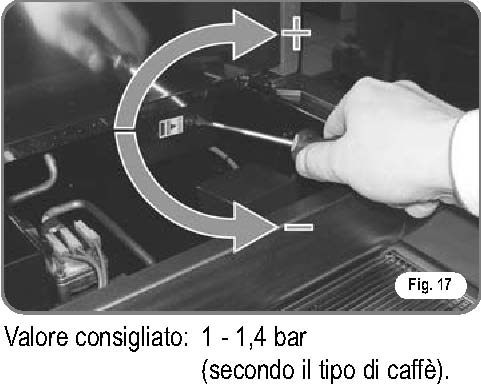 +
-
Fig. 17
Valore consigliato: 1 - 1,4 bar
(secondo il tipo di caffè).